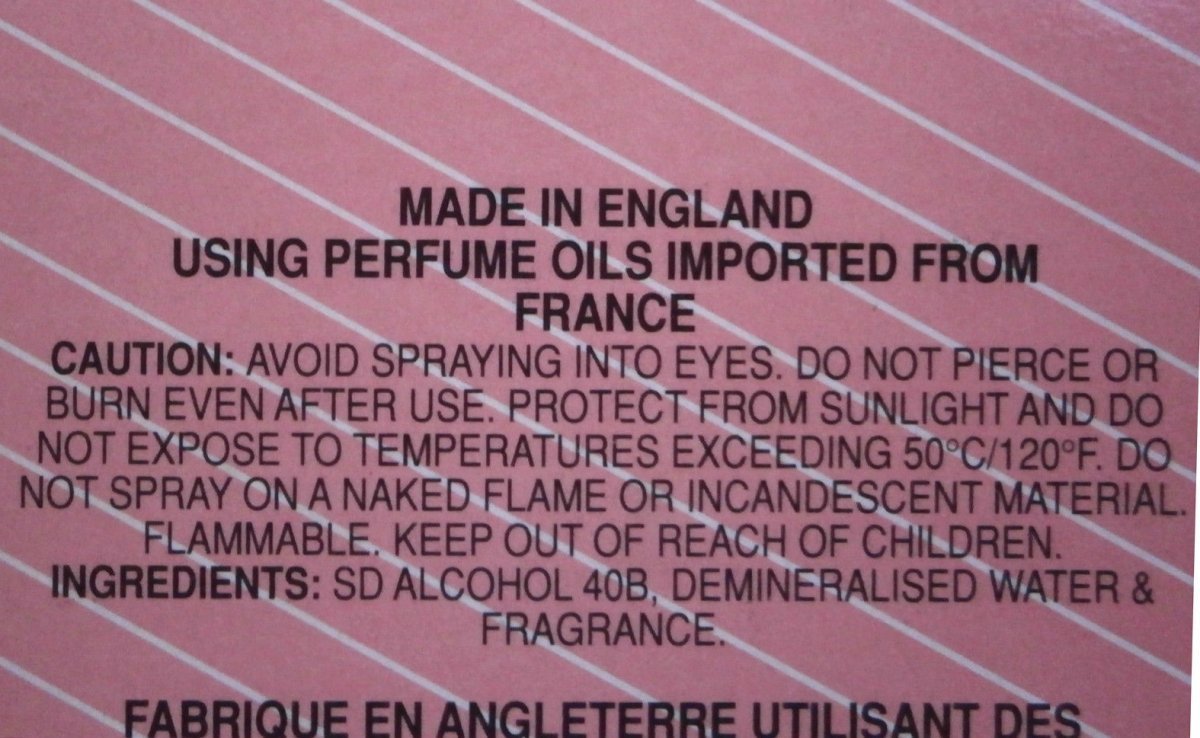 MADE IN ENGLAND
USING PERFUME OILS IMPORTED FROM
FRANCE
CAUTION: AVOID SPRAYING INTO EYES. DO NOT PIERCE OR
BURN EVEN AFTER USE. PROTECT FROM SUNLIGHT AND DO
NOT EXPOSE TO TEMPERATURES EXCEEDING 50°C/120°F. DO
NOT SPRAY ON A NAKED FLAME OR INCANDESCENT MATERIAL.
FLAMMABLE. KEEP OUT OF REACH OF CHILDREN.
INGREDIENTS: SD ALCOHOL 40B, DEMINERALISED WATER &
FRAGRANCE.
FABRIQUE EN ANGLETERRE UTILISANT DES